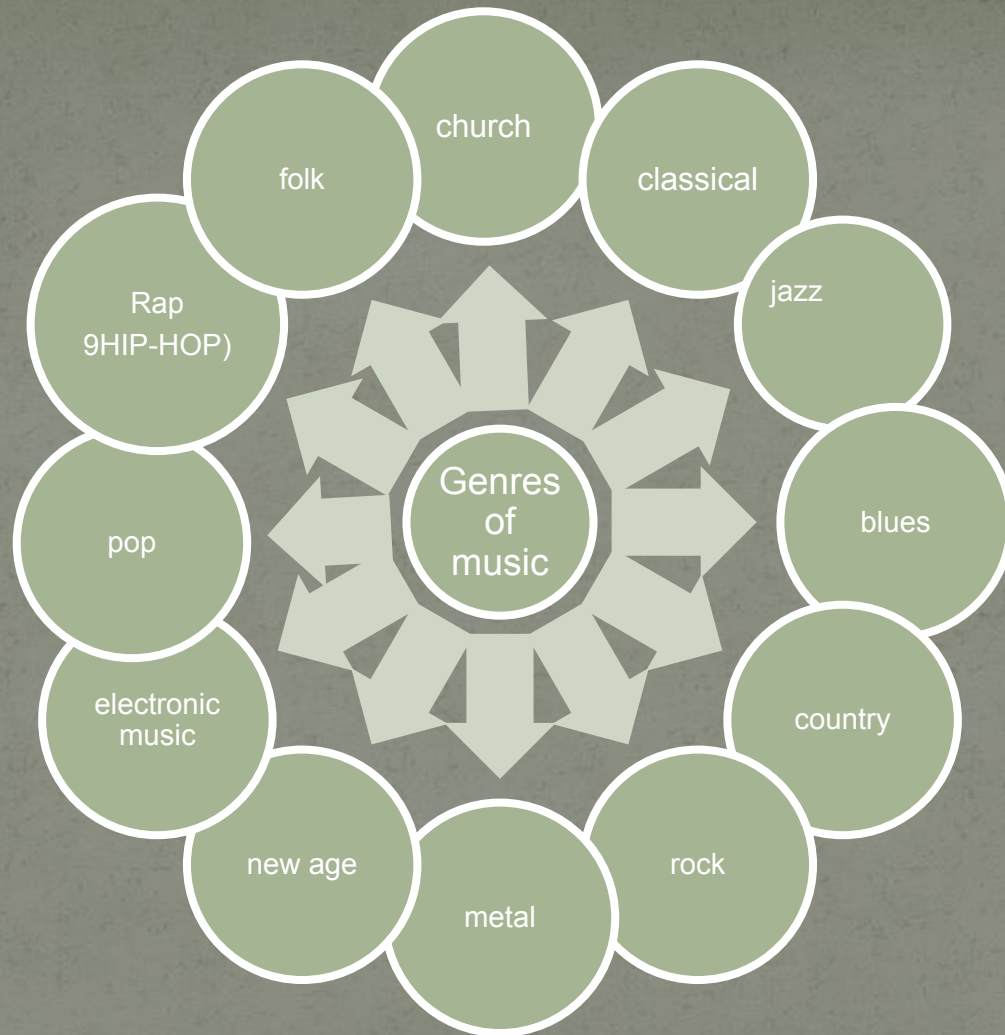 church
folk
classical
jazz
Rap
9HIP-HOP)
Genres
of
music
blues
pop
electronic
music
country
new age
rock
metal